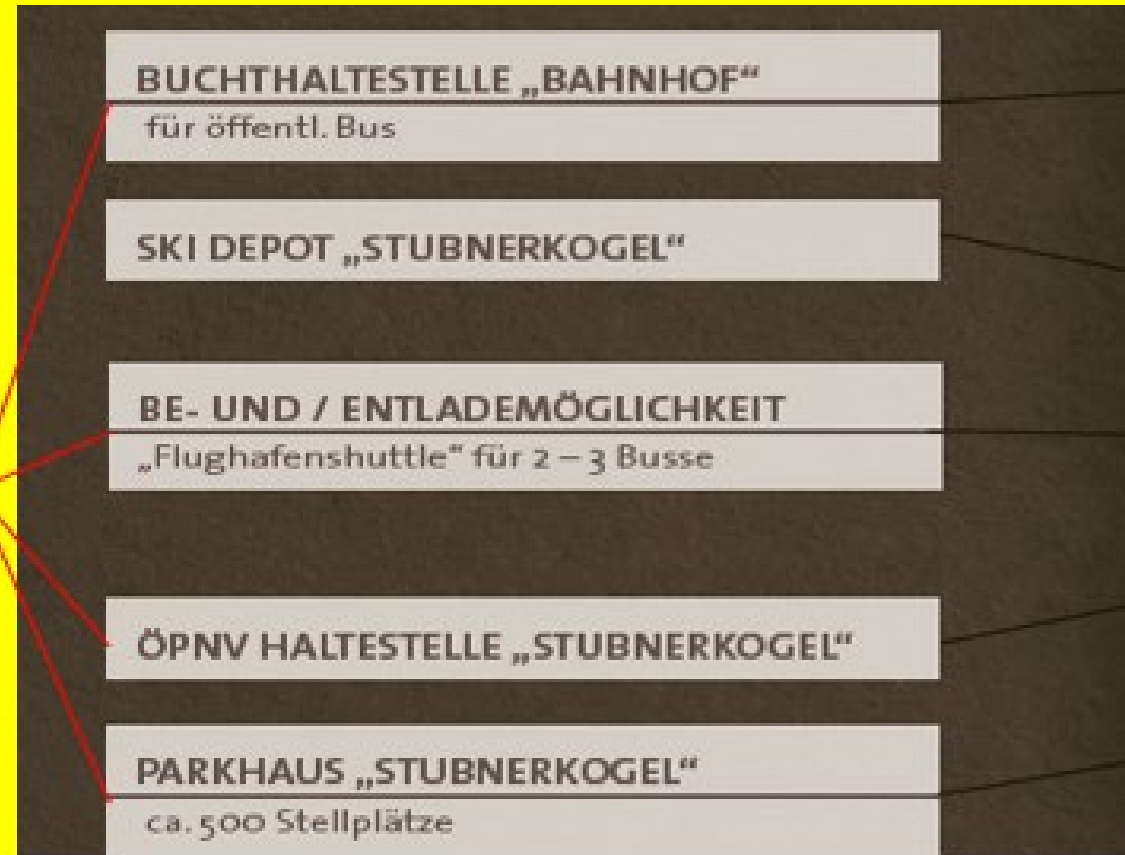 BUCHTHALTESTELLE „BAHNHOF“
für öffentl. Bus
SKI DEPOT „STUBNERKOGEL“
BE- UND / ENTLADEMÖGLICHKEIT
„Flughafenshuttle“ für 2 – 3 Busse
ÖPNV HALTESTELLE „STUBNERKOGEL“
PARKHAUS „STUBNERKOGEL“
ca. 500 Stellplätze